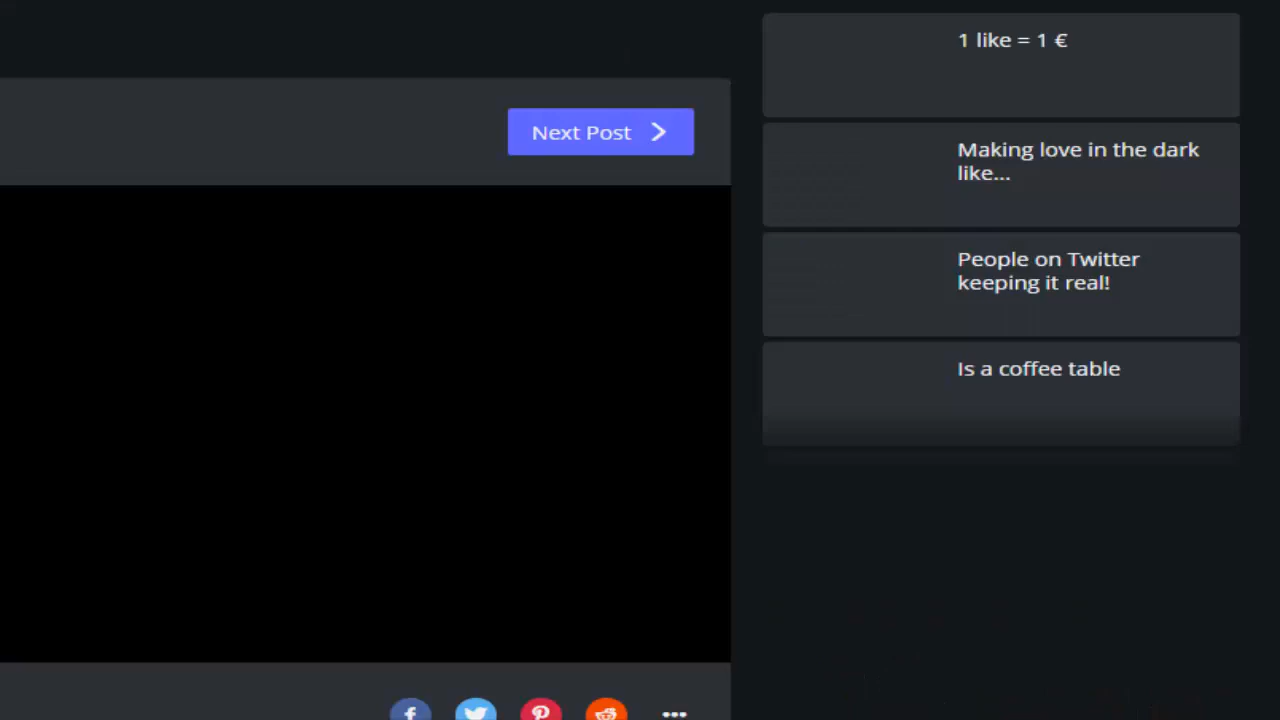 1 like = 1 €
Next Post
Making love in the dark
like...
People on Twitter
keeping it real!
Is a coffee table